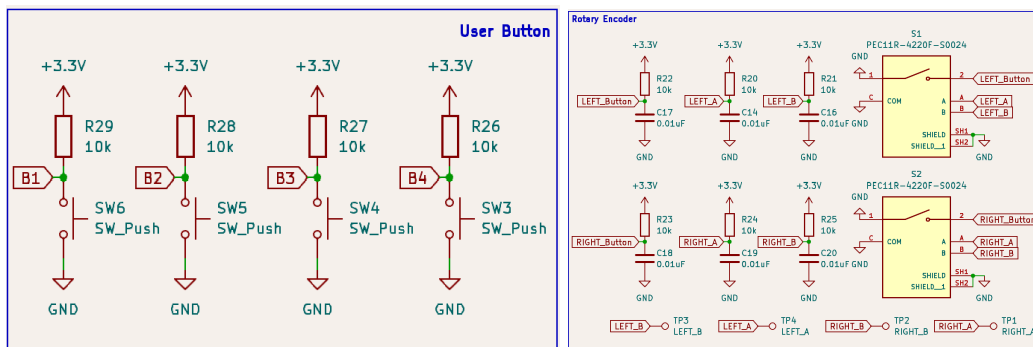 User Button
+3.3V +3.3V +3.3V +3.3V
R29 R28 R27 R26
10k 10k 10k 10k
B1 B2 B3 B4
SW6 SW5 SW4 SW3
SW_Push SW_Push SW_Push SW_Push
GND GND GND GND
Rotary Encoder
S1
PEC11R-4220F-S0024
+3.3V +3.3V +3.3V
GND
R22 R20 R21
10k 10k 10k
1 2 LEFT_Button
LEFT_Button LEFT_A LEFT_B
C COM A A LEFT_A
B B LEFT_B
C17 C14 C16
0.01uF 0.01uF 0.01uF GND
SHIELD SH1
SHIELD__1 SH2
GND GND GND GND
S2
PEC11R-4220F-S0024
+3.3V +3.3V +3.3V
GND
R23 R24 R25
10k 10k 10k
1 2 RIGHT_Button
RIGHT_Button RIGHT_A RIGHT_B
C COM A A RIGHT_A
B B RIGHT_B
C18 C19 C20
0.01uF 0.01uF 0.01uF GND
SHIELD SH1
SHIELD__1 SH2
GND GND GND GND
LEFT_B TP3 LEFT_A TP4 RIGHT_B TP2 RIGHT_A TP1
LEFT_B LEFT_A RIGHT_B RIGHT_A